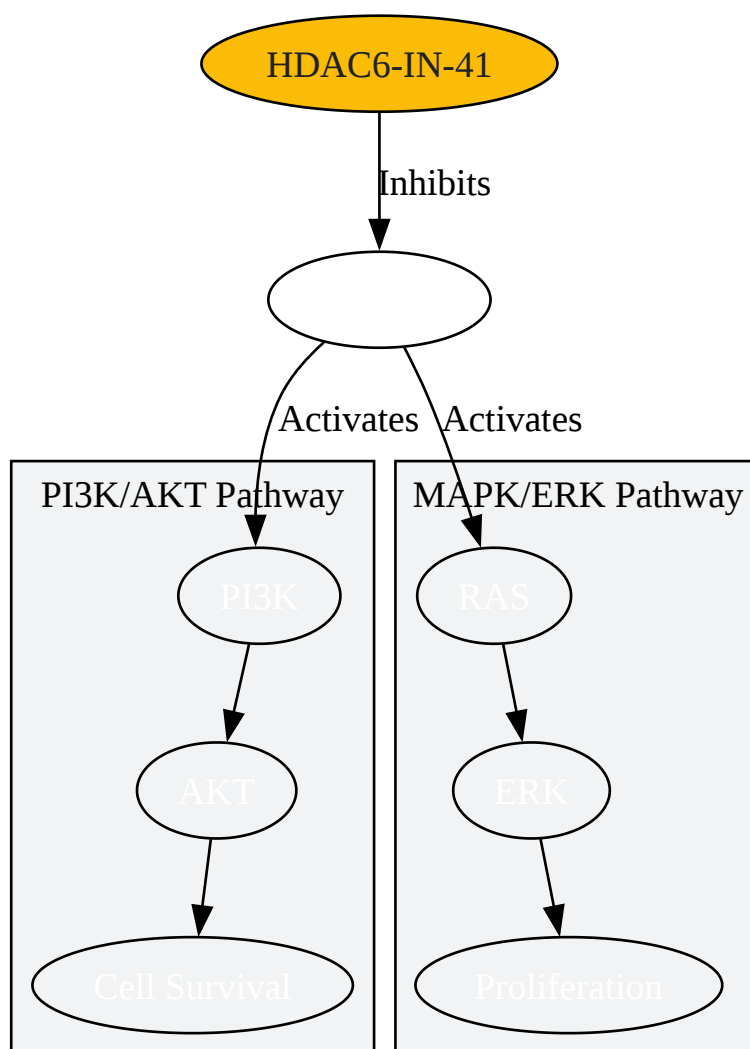 HDAC6-IN-41
Inhibits
Activates
Activates
PI3K/AKT Pathway
MAPK/ERK Pathway
PI3K
RAS
AKT
ERK
Cell Survival
Proliferation